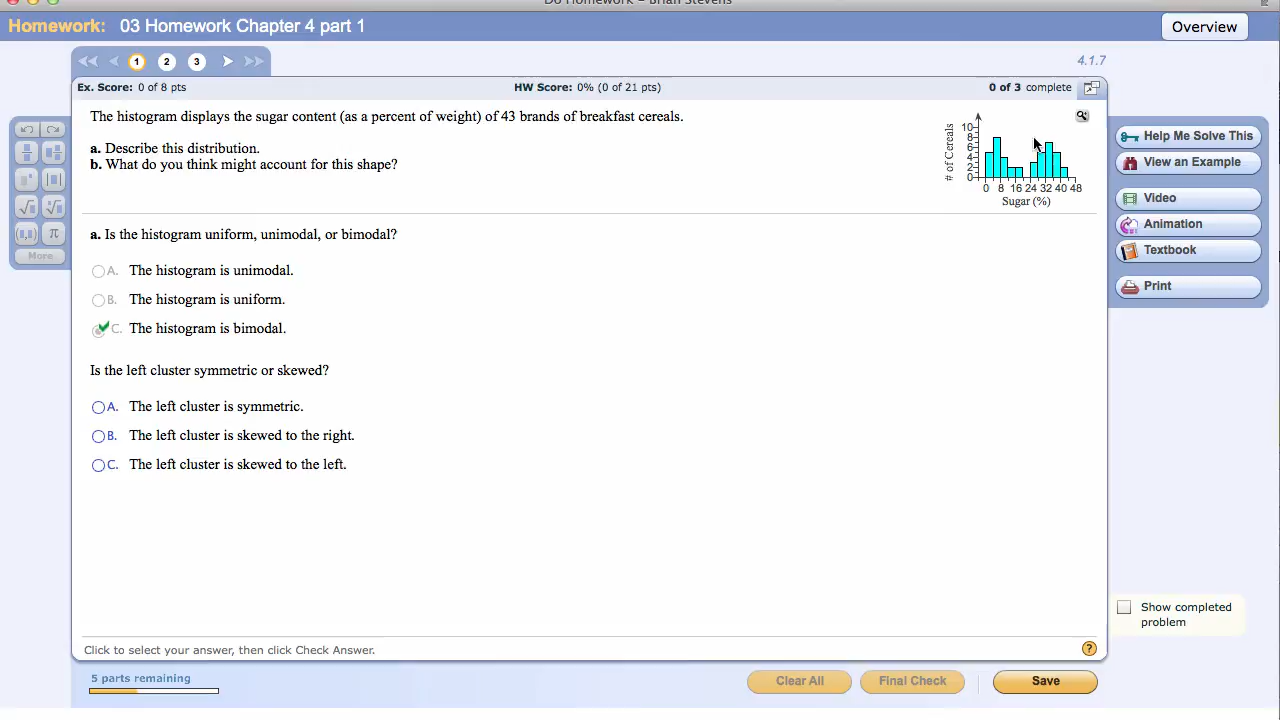 Do Homework - Brian Stevens
Homework: 03 Homework Chapter 4 part 1
Overview
1 2 3
4.1.7
Ex. Score: 0 of 8 pts
HW Score: 0% (0 of 21 pts)
0 of 3 complete
The histogram displays the sugar content (as a percent of weight) of 43 brands of breakfast cereals.
a. Describe this distribution.
b. What do you think might account for this shape?
# of Cereals
10
8
6
4
2
0
0 8 16 24 32 40 48
Sugar (%)
a. Is the histogram uniform, unimodal, or bimodal?
A. The histogram is unimodal.
B. The histogram is uniform.
C. The histogram is bimodal.
Is the left cluster symmetric or skewed?
A. The left cluster is symmetric.
B. The left cluster is skewed to the right.
C. The left cluster is skewed to the left.
Click to select your answer, then click Check Answer.
?
5 parts remaining
Clear All
Final Check
Save
More
Help Me Solve This
View an Example
Video
Animation
Textbook
Print
Show completed
problem